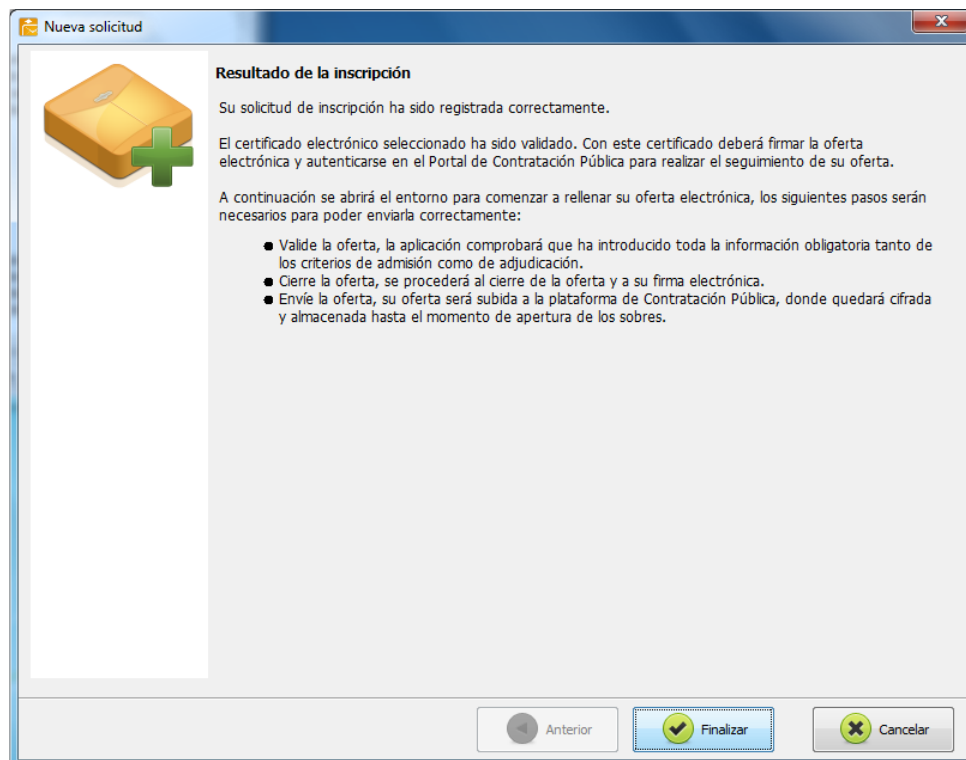 Nueva solicitud
Resultado de la inscripción
Su solicitud de inscripción ha sido registrada correctamente.
El certificado electrónico seleccionado ha sido validado. Con este certificado deberá firmar la oferta
electrónica y autenticarse en el Portal de Contratación Pública para realizar el seguimiento de su oferta.
A continuación se abrirá el entorno para comenzar a rellenar su oferta electrónica, los siguientes pasos serán
necesarios para poder enviarla correctamente:
● Valide la oferta, la aplicación comprobará que ha introducido toda la información obligatoria tanto de
los criterios de admisión como de adjudicación.
● Cierre la oferta, se procederá al cierre de la oferta y a su firma electrónica.
● Envíe la oferta, su oferta será subida a la plataforma de Contratación Pública, donde quedará cifrada
y almacenada hasta el momento de apertura de los sobres.
Anterior
Finalizar
Cancelar